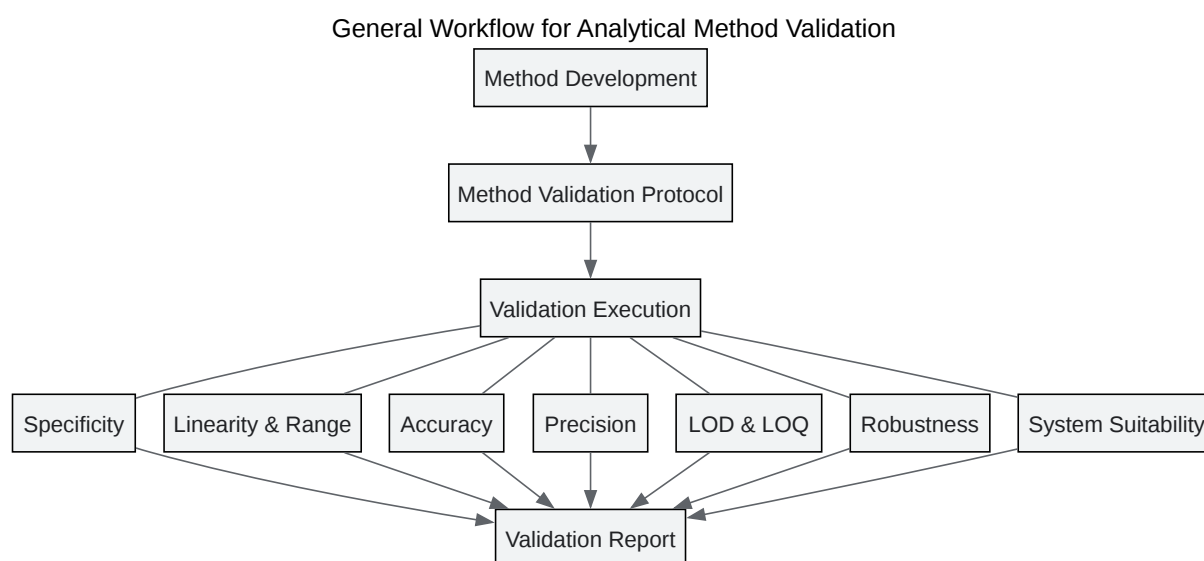 General Workflow for Analytical Method Validation
Method Development
Method Validation Protocol
Validation Execution
Specificity
Linearity & Range
Accuracy
Precision
LOD & LOQ
Robustness
System Suitability
Validation Report